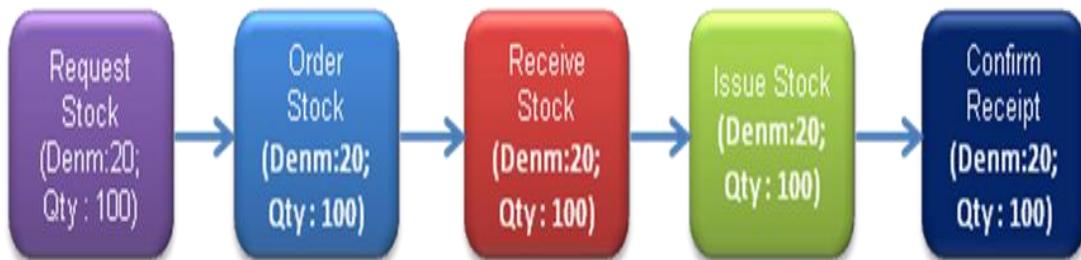 Request
Stock
(Denm:20;
Qty : 100)
Order
Stock
(Denm:20;
Qty : 100)
Receive
Stock
(Denm:20;
Qty : 100)
Issue Stock
(Denm:20;
Qty : 100)
Confirm
Receipt
(Denm:20;
Qty : 100)